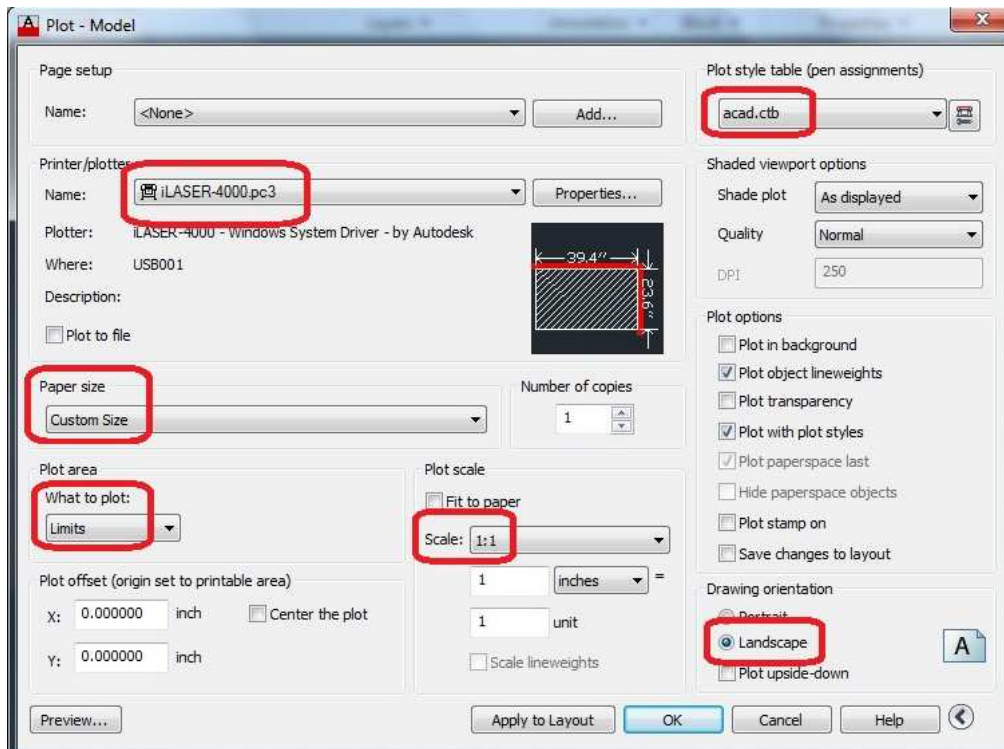 Plot - Model
Page setup
Name: <None> Add...
Plot style table (pen assignments)
acad.ctb
Printer/plotter
Name: iLASER-4000.pc3 Properties...
Plotter: iLASER-4000 - Windows System Driver - by Autodesk
Where: USB001
Description:
Plot to file
39.4″
23.6″
Shaded viewport options
Shade plot As displayed
Quality Normal
DPI 250
Paper size
Custom Size
Number of copies
1
Plot area
What to plot:
Limits
Plot scale
Fit to paper
Scale: 1:1
1 inches =
1 unit
Scale lineweights
Plot offset (origin set to printable area)
X: 0.000000 inch Center the plot
Y: 0.000000 inch
Plot options
Plot in background
Plot object lineweights
Plot transparency
Plot with plot styles
Plot paperspace last
Hide paperspace objects
Plot stamp on
Save changes to layout
Drawing orientation
Portrait
Landscape
Plot upside-down
A
Preview... Apply to Layout OK Cancel Help